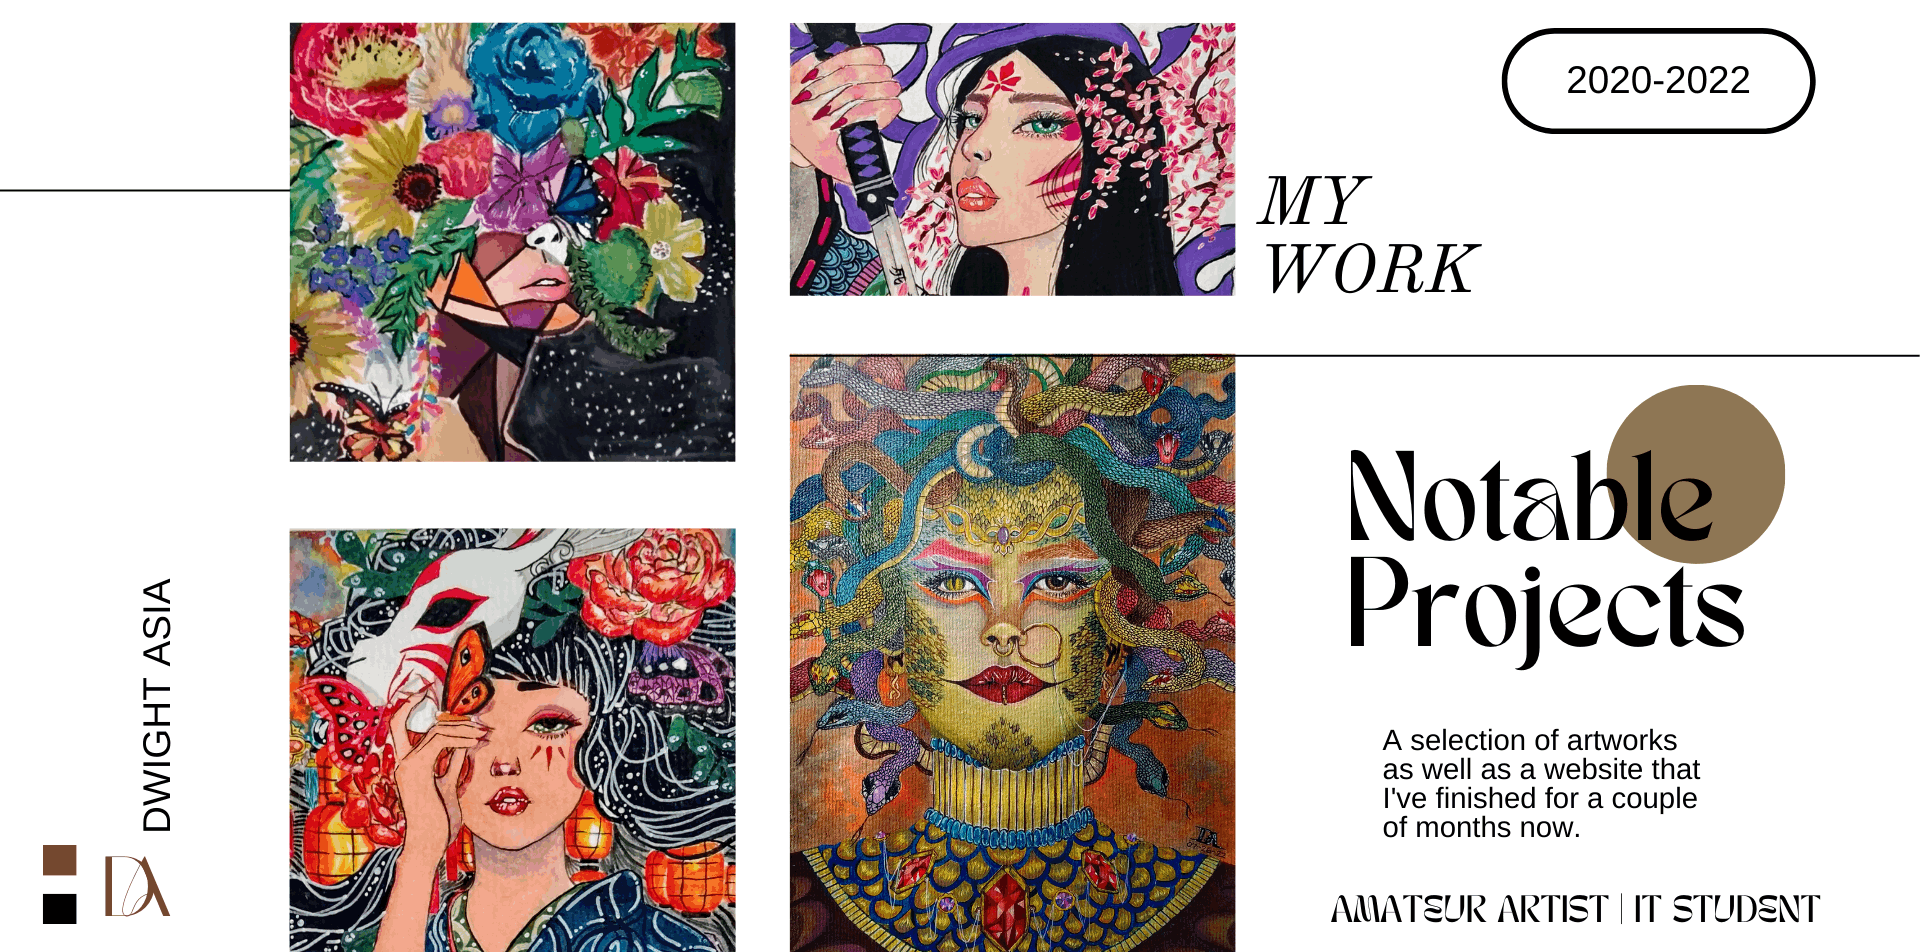 2020-2022
MY
WORK
Notable
Projects
A selection of artworks
as well as a website that
I've finished for a couple
of months now.
AMATEUR ARTIST | IT STUDENT
DWIGHT ASIA
DA